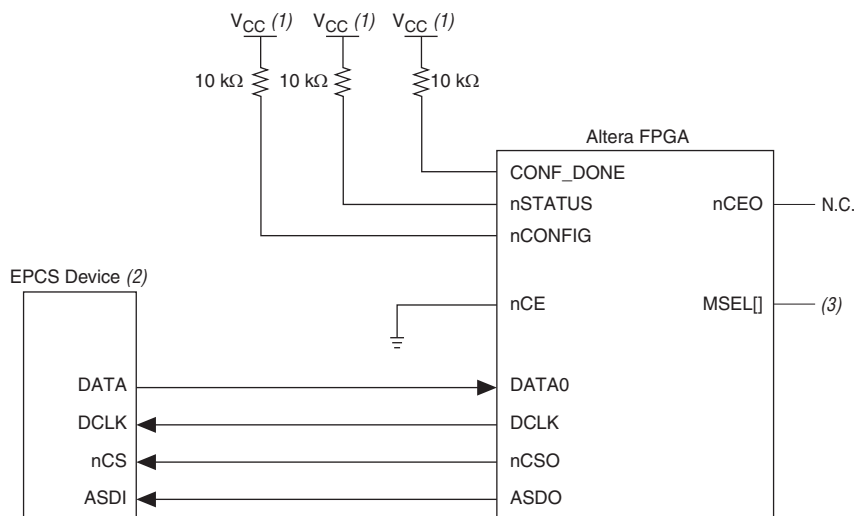 VCC (1) VCC (1) VCC (1)
10 kΩ 10 kΩ 10 kΩ
Altera FPGA
CONF_DONE
nSTATUS nCEO N.C.
nCONFIG
EPCS Device (2)
nCE MSEL[] (3)
DATA DATA0
DCLK DCLK
nCS nCSO
ASDI ASDO